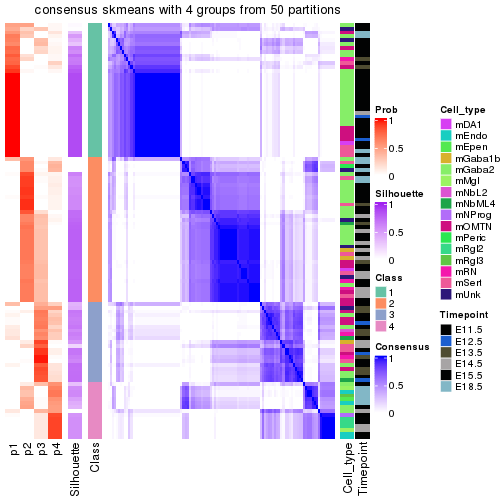 consensus skmeans with 4 groups from 50 partitions
p1
p2
p3
p4
Silhouette
Class
Cell_type
Timepoint
Prob
1
0.5
0
Silhouette
1
0.5
0
Class
1
2
3
4
Consensus
1
0.5
0
Cell_type
mDA1
mEndo
mEpen
mGaba1b
mGaba2
mMgl
mNbL2
mNbML4
mNProg
mOMTN
mPeric
mRgl2
mRgl3
mRN
mSert
mUnk
Timepoint
E11.5
E12.5
E13.5
E14.5
E15.5
E18.5